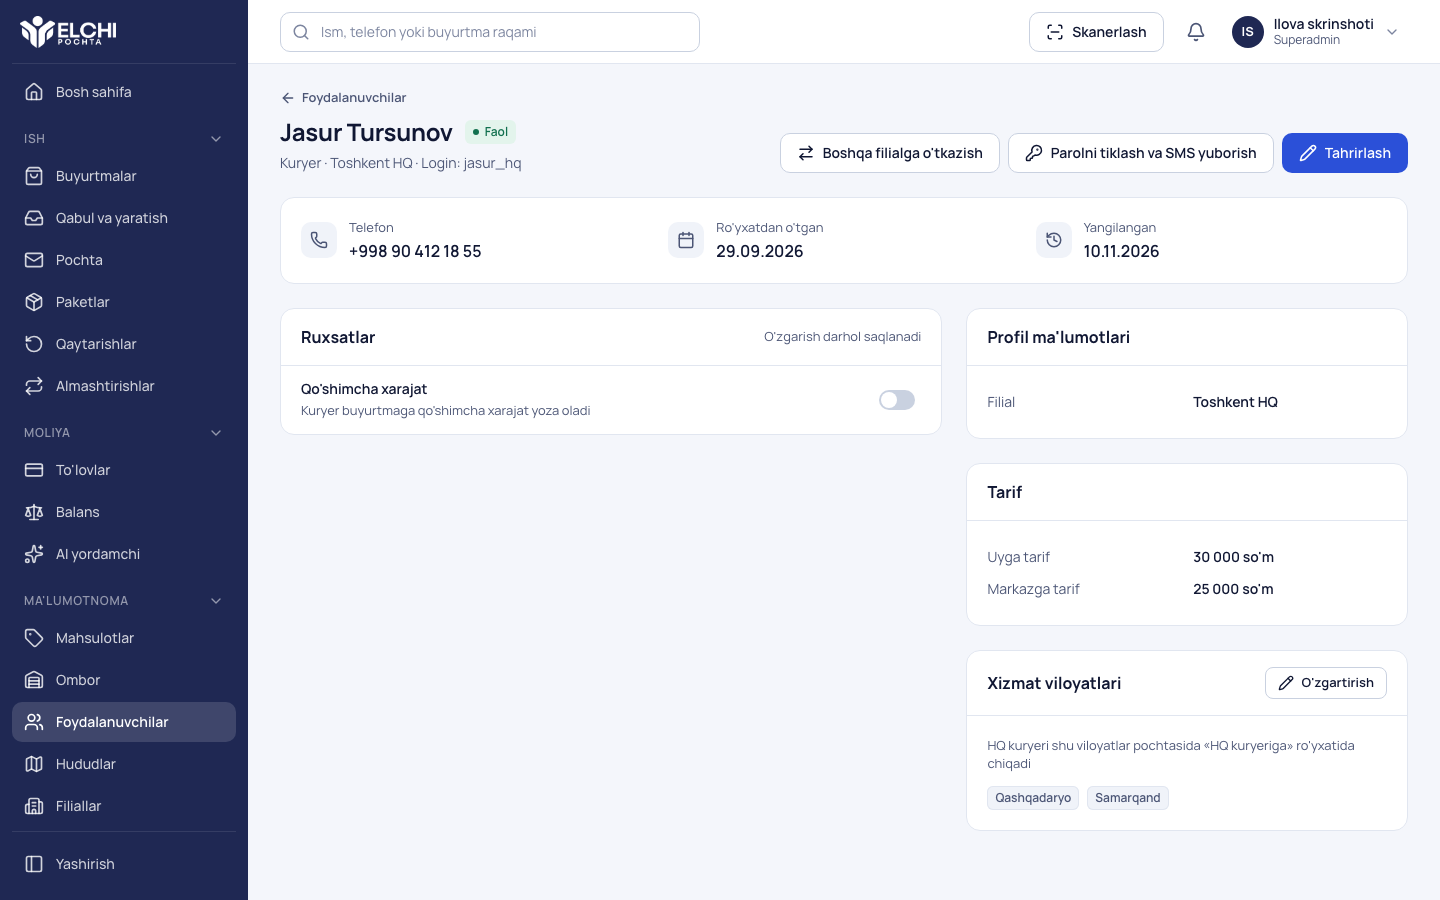 ELCHI
POCHTA
Bosh sahifa
ISH
Buyurtmalar
Qabul va yaratish
Pochta
Paketlar
Qaytarishlar
Almashtirishlar
MOLIYA
To'lovlar
Balans
AI yordamchi
MA'LUMOTNOMA
Mahsulotlar
Ombor
Foydalanuvchilar
Hududlar
Filiallar
Yashirish
Ism, telefon yoki buyurtma raqami
Skanerlash
IS
Ilova skrinshoti
Superadmin
Foydalanuvchilar
Jasur Tursunov
Faol
Kuryer · Toshkent HQ · Login: jasur_hq
Boshqa filialga o'tkazish
Parolni tiklash va SMS yuborish
Tahrirlash
Telefon
+998 90 412 18 55
Ro'yxatdan o'tgan
29.09.2026
Yangilangan
10.11.2026
Ruxsatlar
O'zgarish darhol saqlanadi
Qo'shimcha xarajat
Kuryer buyurtmaga qo'shimcha xarajat yoza oladi
Profil ma'lumotlari
Filial
Toshkent HQ
Tarif
Uyga tarif
30 000 so'm
Markazga tarif
25 000 so'm
Xizmat viloyatlari
O'zgartirish
HQ kuryeri shu viloyatlar pochtasida «HQ kuryeriga» ro'yxatida
chiqadi
Qashqadaryo
Samarqand